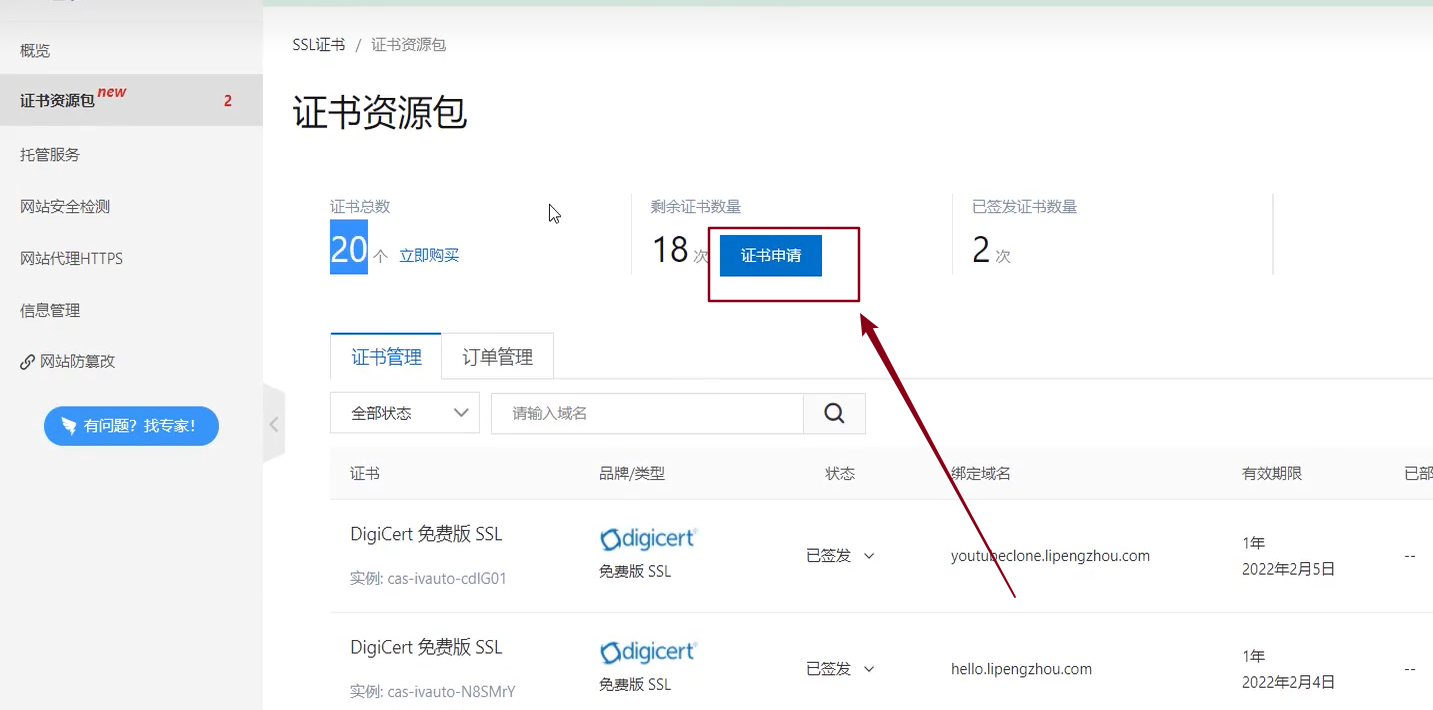 概览
证书资源包 new 2
托管服务
网站安全检测
网站代理HTTPS
信息管理
网站防篡改
有问题？找专家！
SSL证书 / 证书资源包
证书资源包
证书总数
20 个 立即购买
剩余证书数量
18 次 证书申请
已签发证书数量
2 次
证书管理 订单管理
全部状态 请输入域名
证书 品牌/类型 状态 绑定域名 有效期限 已部
DigiCert 免费版 SSL
实例: cas-ivauto-cdIG01
digicert
免费版 SSL
已签发
youtubeclone.lipengzhou.com
1年
2022年2月5日
--
DigiCert 免费版 SSL
实例: cas-ivauto-N8SMrY
digicert
免费版 SSL
已签发
hello.lipengzhou.com
1年
2022年2月4日
--